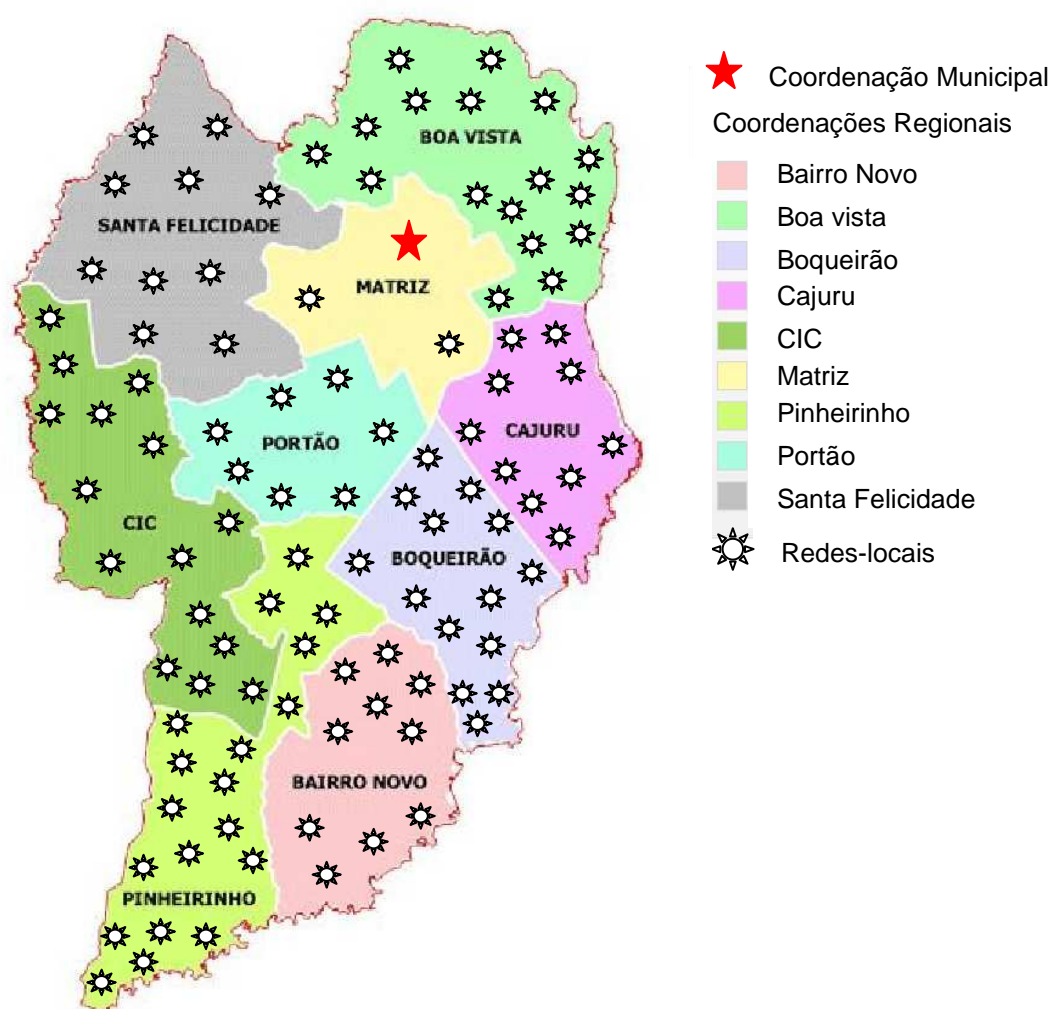 BOA VISTA
SANTA FELICIDADE
MATRIZ
PORTÃO
CAJURU
CIC
BOQUEIRÃO
BAIRRO NOVO
PINHEIRINHO
Coordenação Municipal
Coordenações Regionais
Bairro Novo
Boa vista
Boqueirão
Cajuru
CIC
Matriz
Pinheirinho
Portão
Santa Felicidade
Redes-locais